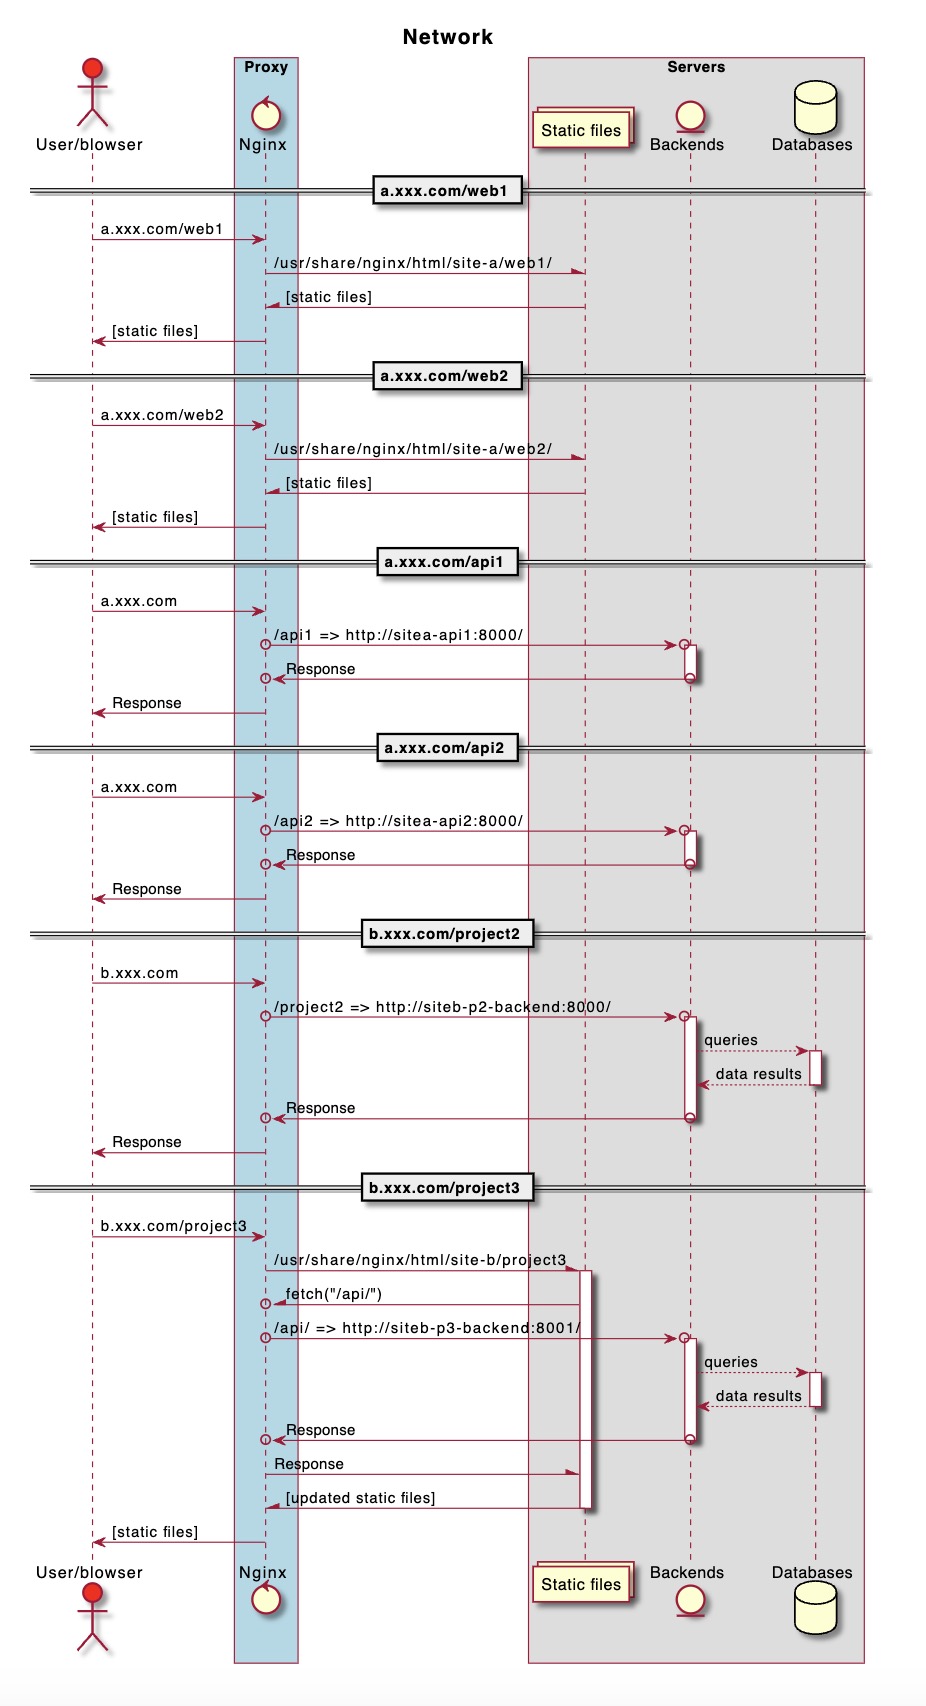 Network
Proxy
Servers
User/blowser
Nginx
Static files
Backends
Databases
a.xxx.com/web1
a.xxx.com/web1
/usr/share/nginx/html/site-a/web1/
[static files]
[static files]
a.xxx.com/web2
a.xxx.com/web2
/usr/share/nginx/html/site-a/web2/
[static files]
[static files]
a.xxx.com/api1
a.xxx.com
/api1 => http://sitea-api1:8000/
Response
Response
a.xxx.com/api2
a.xxx.com
/api2 => http://sitea-api2:8000/
Response
Response
b.xxx.com/project2
b.xxx.com
/project2 => http://siteb-p2-backend:8000/
queries
data results
Response
Response
b.xxx.com/project3
b.xxx.com/project3
/usr/share/nginx/html/site-b/project3
fetch("/api/")
/api/ => http://siteb-p3-backend:8001/
queries
data results
Response
Response
[updated static files]
[static files]
User/blowser
Nginx
Static files
Backends
Databases